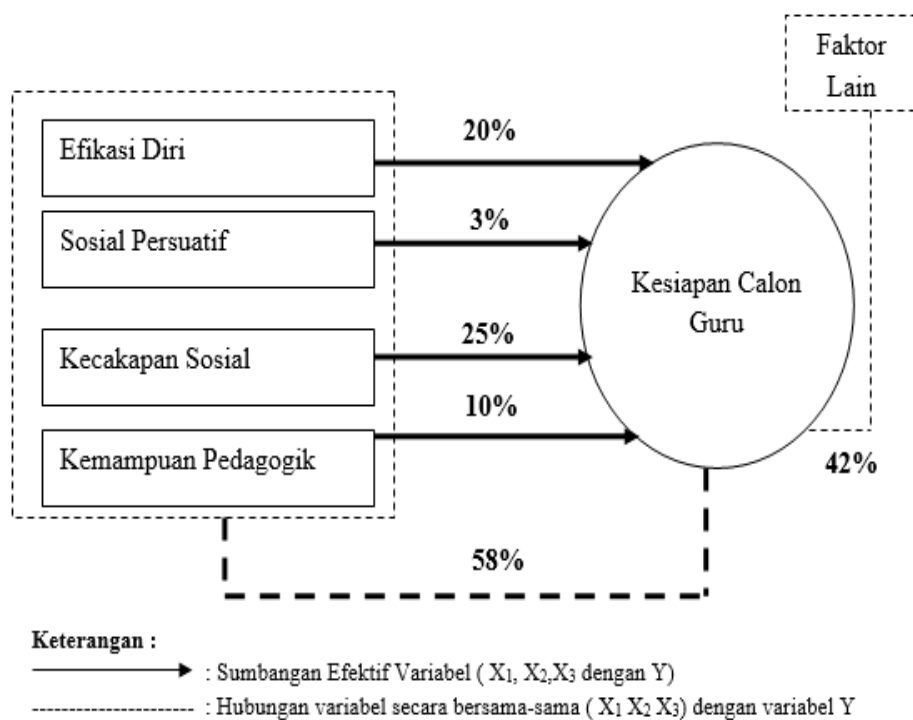 Faktor
Lain
Efikasi Diri
20%
Sosial Persuatif
3%
Kesiapan Calon
Guru
Kecakapan Sosial
25%
10%
Kemampuan Pedagogik
42%
58%
Keterangan :
: Sumbangan Efektif Variabel ( X₁, X₂,X₃ dengan Y)
: Hubungan variabel secara bersama-sama ( X₁ X₂ X₃) dengan variabel Y